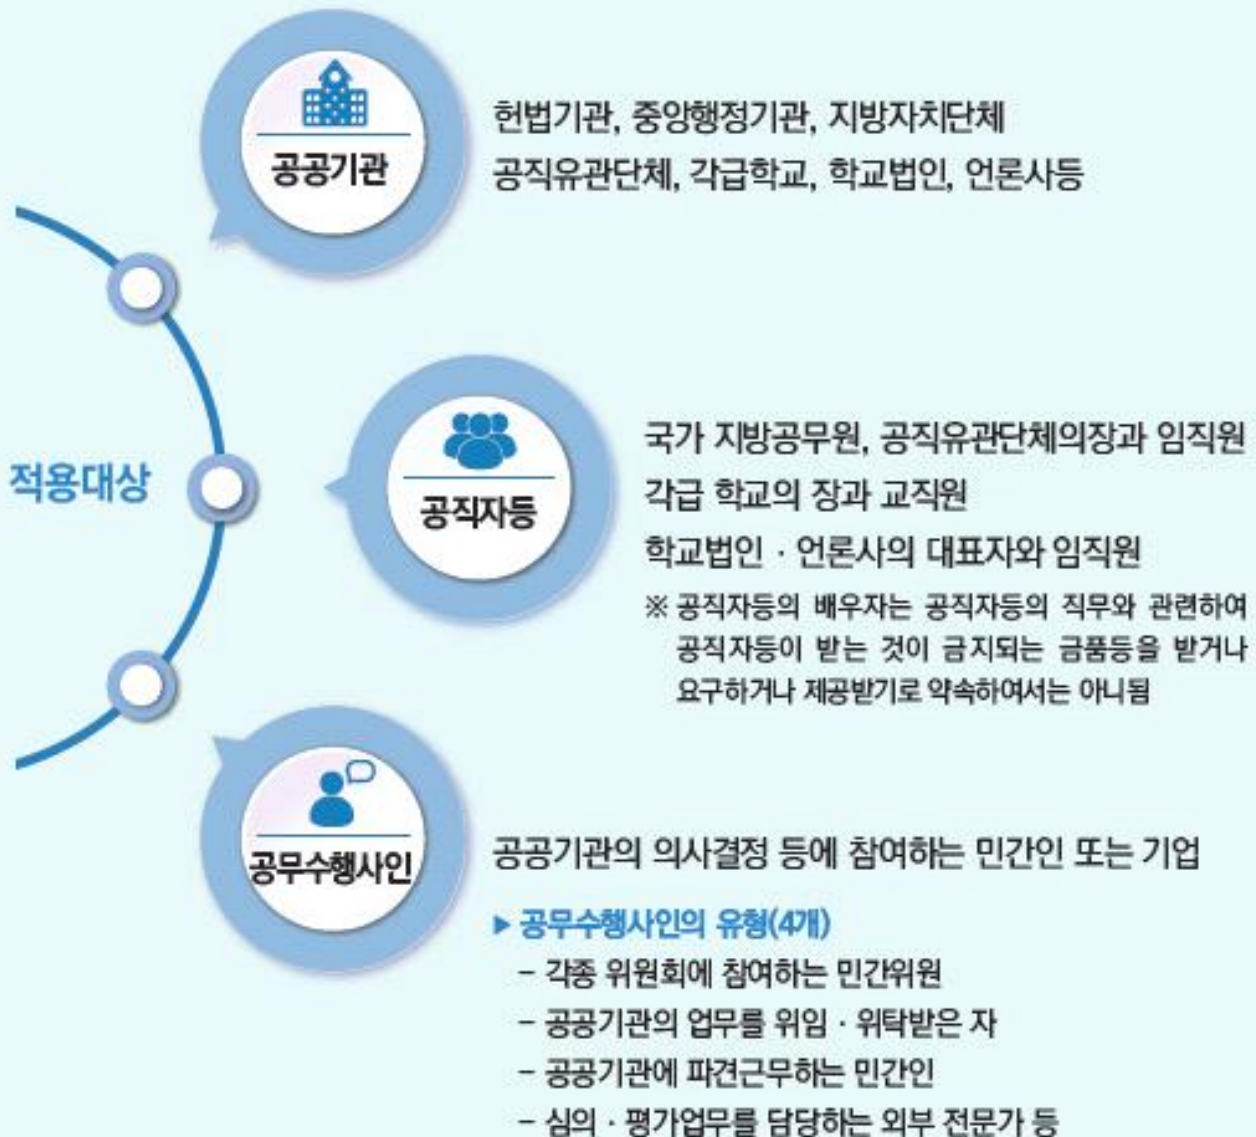 공공기관
헌법기관, 중앙행정기관, 지방자치단체
공직유관단체, 각급학교, 학교법인, 언론사등
적용대상
공직자등
국가 지방공무원, 공직유관단체의장과 임직원
각급 학교의 장과 교직원
학교법인 · 언론사의 대표자와 임직원
※ 공직자등의 배우자는 공직자등의 직무와 관련하여
공직자등이 받는 것이 금지되는 금품등을 받거나
요구하거나 제공받기로 약속하여서는 아니됨
공무수행사인
공공기관의 의사결정 등에 참여하는 민간인 또는 기업
▶ 공무수행사인의 유형(4개)
- 각종 위원회에 참여하는 민간위원
- 공공기관의 업무를 위임 · 위탁받은 자
- 공공기관에 파견근무하는 민간인
- 심의 · 평가업무를 담당하는 외부 전문가 등